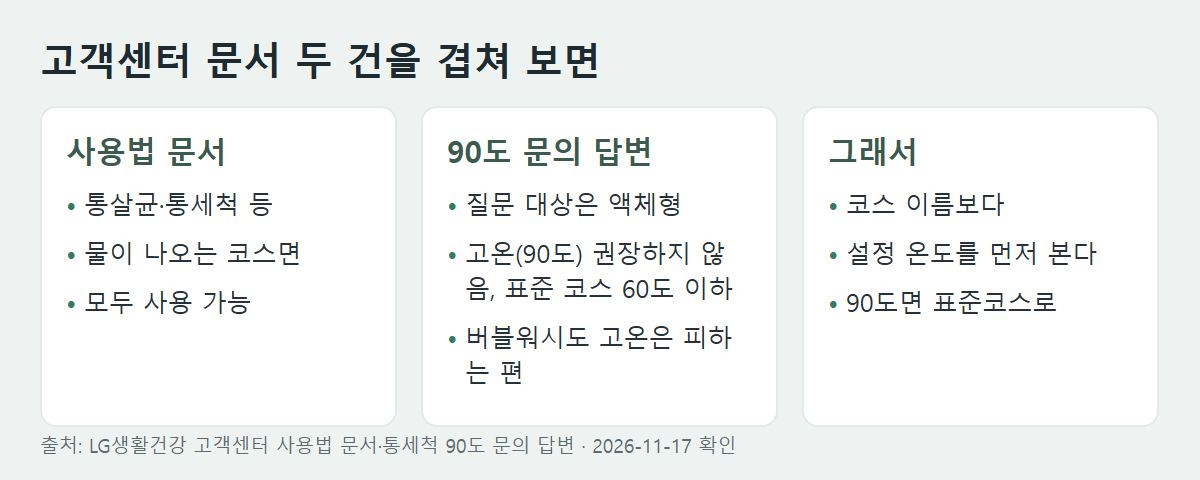 고객센터 문서 두 건을 겹쳐 보면
사용법 문서
• 통살균·통세척 등
• 물이 나오는 코스면
• 모두 사용 가능
90도 문의 답변
• 질문 대상은 액체형
• 고온(90도) 권장하지 않
음, 표준 코스 60도 이하
• 버블워시도 고온은 피하
는 편
그래서
• 코스 이름보다
• 설정 온도를 먼저 본다
• 90도면 표준코스로
출처: LG생활건강 고객센터 사용법 문서·통세척 90도 문의 답변 · 2026-11-17 확인